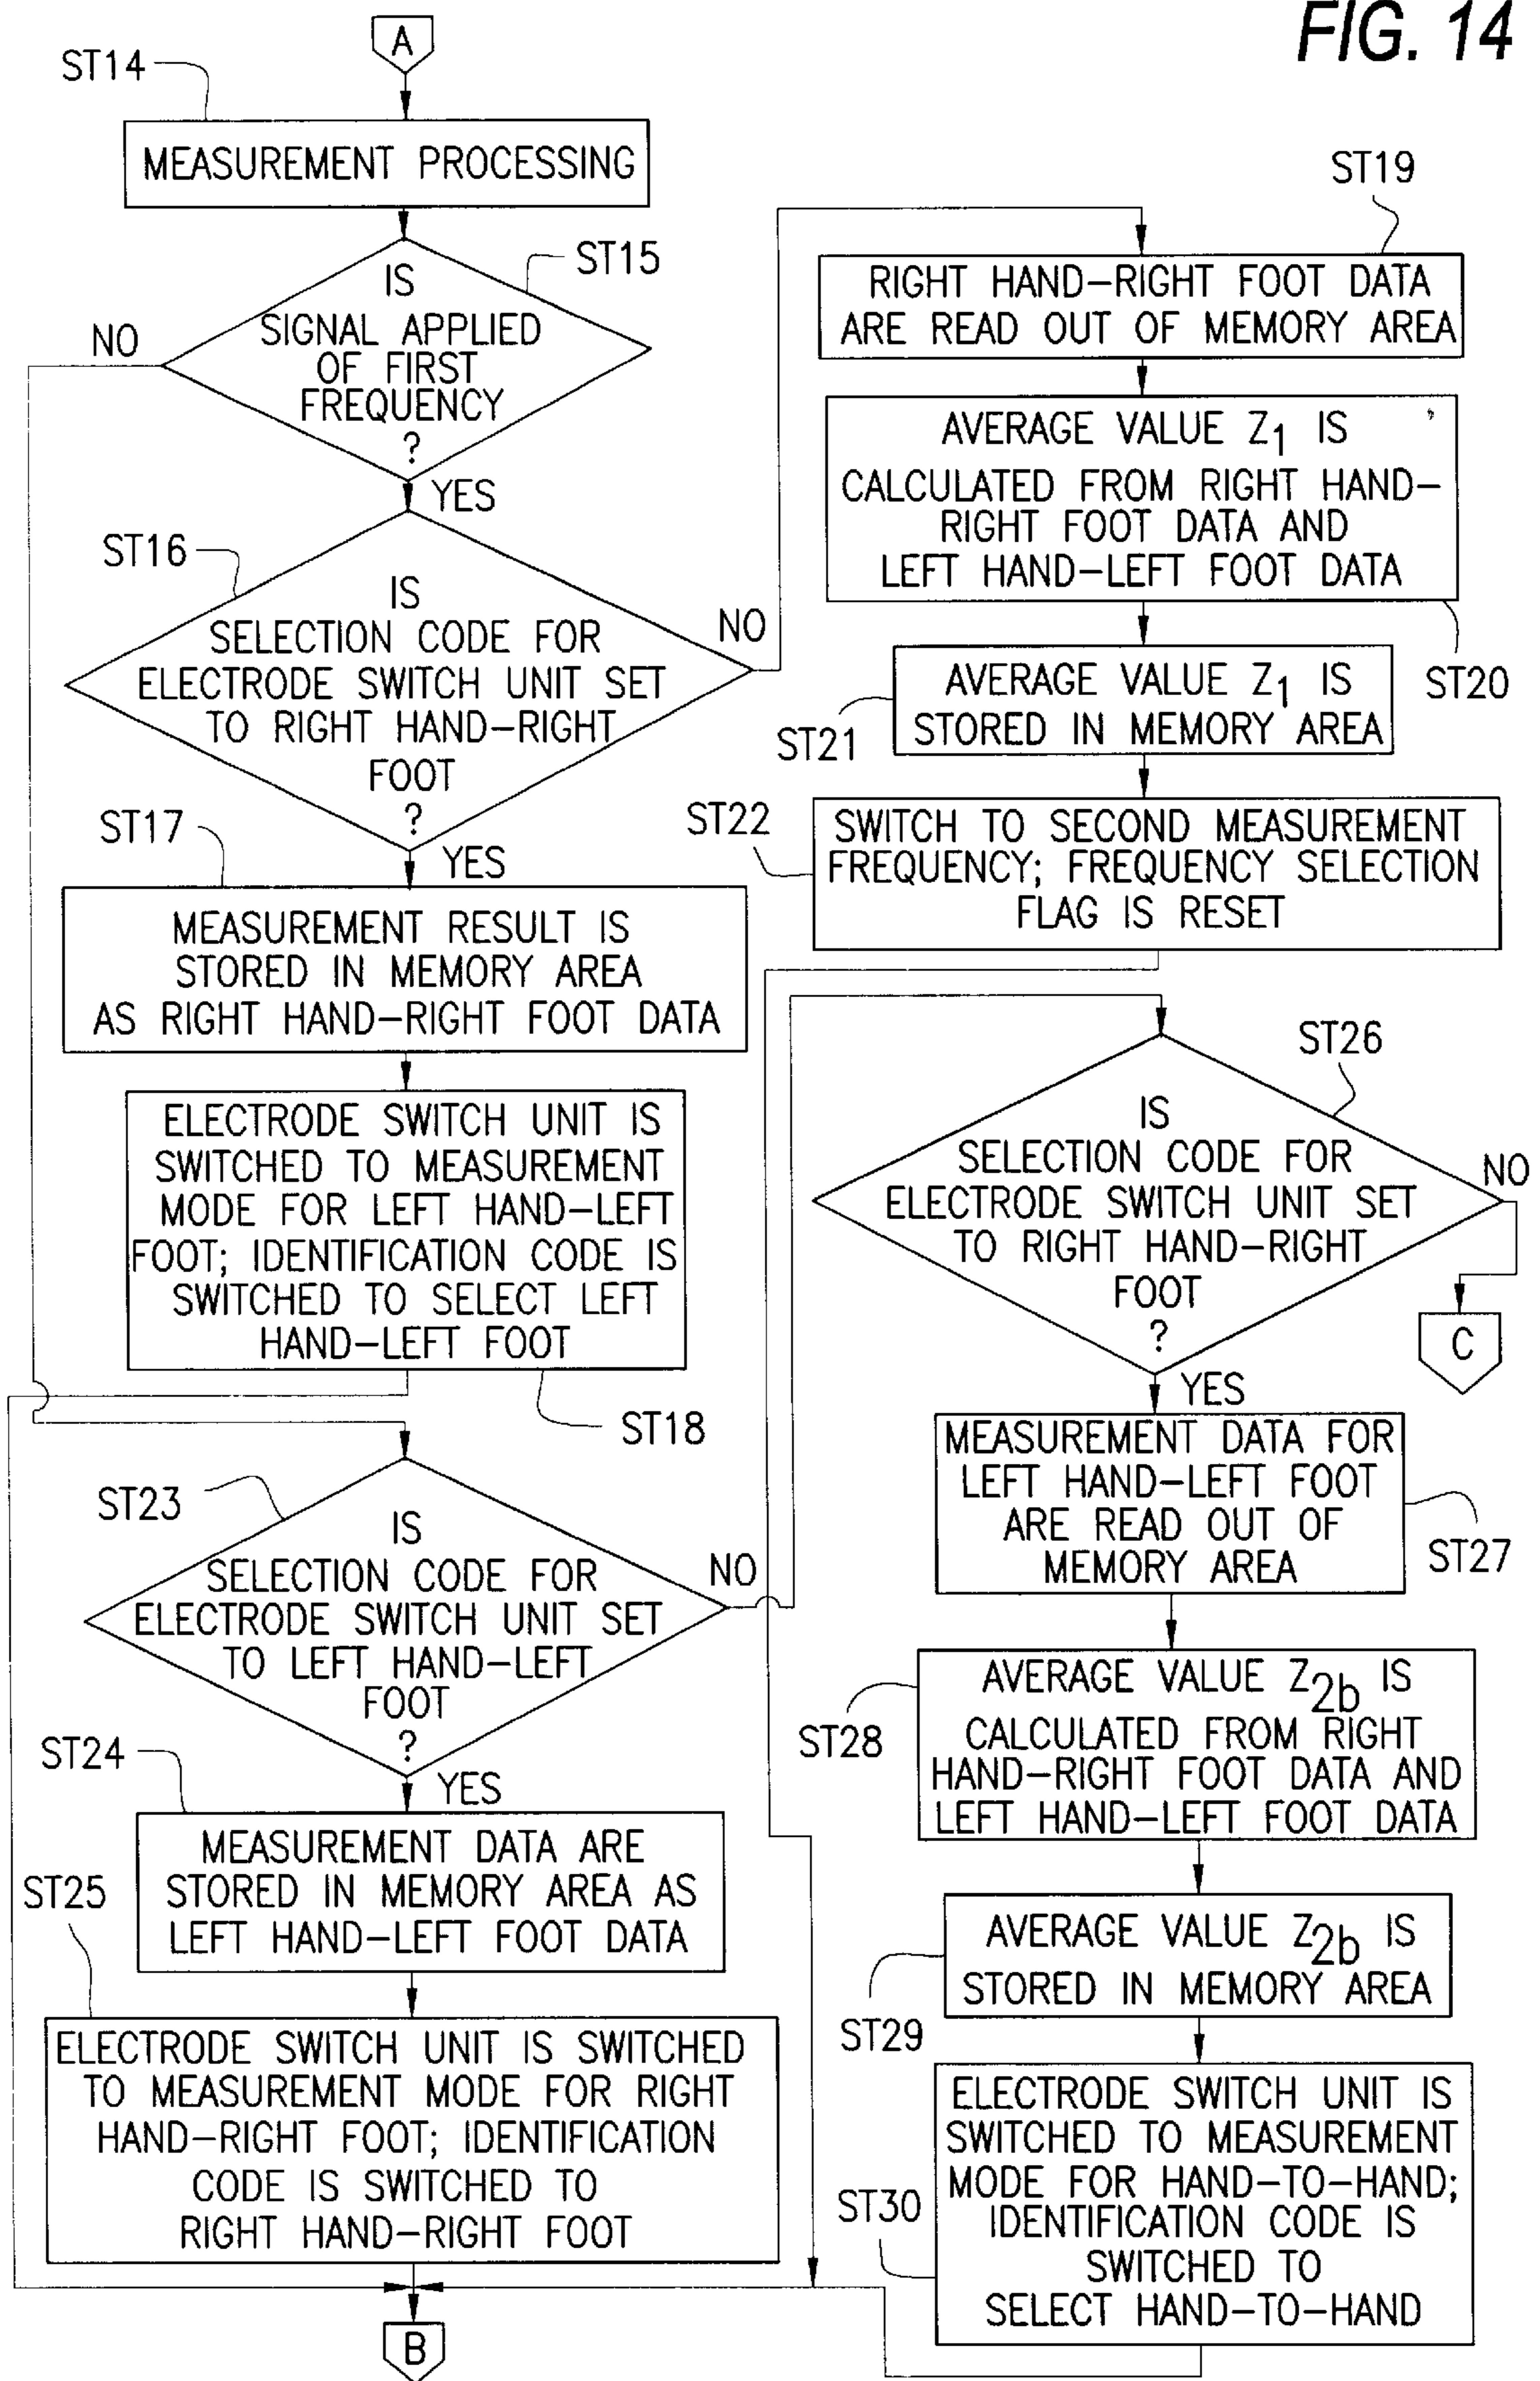 FIG. 14
A
ST14
MEASUREMENT PROCESSING
ST15
IS
SIGNAL APPLIED
OF FIRST
FREQUENCY
?
NO
YES
ST16
IS
SELECTION CODE FOR
ELECTRODE SWITCH UNIT SET
TO RIGHT HAND-RIGHT
FOOT
?
NO
YES
ST17
MEASUREMENT RESULT IS
STORED IN MEMORY AREA
AS RIGHT HAND-RIGHT FOOT DATA
ELECTRODE SWITCH UNIT IS
SWITCHED TO MEASUREMENT
MODE FOR LEFT HAND-LEFT
FOOT; IDENTIFICATION CODE IS
SWITCHED TO SELECT LEFT
HAND-LEFT FOOT
ST18
ST19
RIGHT HAND-RIGHT FOOT DATA
ARE READ OUT OF MEMORY AREA
AVERAGE VALUE Z1 IS
CALCULATED FROM RIGHT HAND-
RIGHT FOOT DATA AND
LEFT HAND-LEFT FOOT DATA
ST20
AVERAGE VALUE Z1 IS
STORED IN MEMORY AREA
ST21
ST22
SWITCH TO SECOND MEASUREMENT
FREQUENCY; FREQUENCY SELECTION
FLAG IS RESET
ST23
IS
SELECTION CODE FOR
ELECTRODE SWITCH UNIT SET
TO LEFT HAND-LEFT
FOOT
?
NO
YES
ST24
MEASUREMENT DATA ARE
STORED IN MEMORY AREA AS
LEFT HAND-LEFT FOOT DATA
ST25
ELECTRODE SWITCH UNIT IS SWITCHED
TO MEASUREMENT MODE FOR RIGHT
HAND-RIGHT FOOT; IDENTIFICATION
CODE IS SWITCHED TO
RIGHT HAND-RIGHT FOOT
B
ST26
IS
SELECTION CODE FOR
ELECTRODE SWITCH UNIT SET
TO RIGHT HAND-RIGHT
FOOT
?
NO
C
YES
MEASUREMENT DATA FOR
LEFT HAND-LEFT FOOT
ARE READ OUT OF
MEMORY AREA
ST27
AVERAGE VALUE Z2b IS
CALCULATED FROM RIGHT
HAND-RIGHT FOOT DATA AND
LEFT HAND-LEFT FOOT DATA
ST28
AVERAGE VALUE Z2b IS
STORED IN MEMORY AREA
ST29
ELECTRODE SWITCH UNIT IS
SWITCHED TO MEASUREMENT
MODE FOR HAND-TO-HAND;
IDENTIFICATION CODE IS
SWITCHED TO
SELECT HAND-TO-HAND
ST30